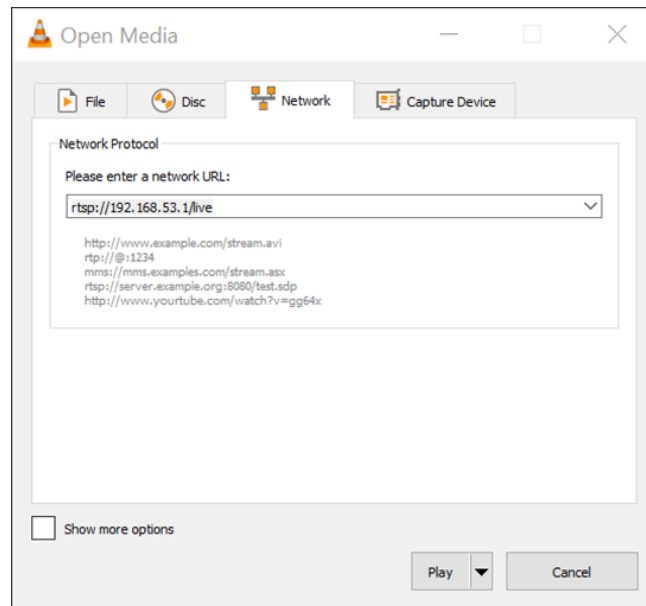 Open Media
File
Disc
Network
Capture Device
Network Protocol
Please enter a network URL:
rtsp://192.168.53.1/live
http://www.example.com/stream.avi
rtp://@:1234
mms://mms.examples.com/stream.asx
rtsp://server.example.org:8080/test.sdp
http://www.yourtube.com/watch?v=gg64x
Show more options
Play
Cancel